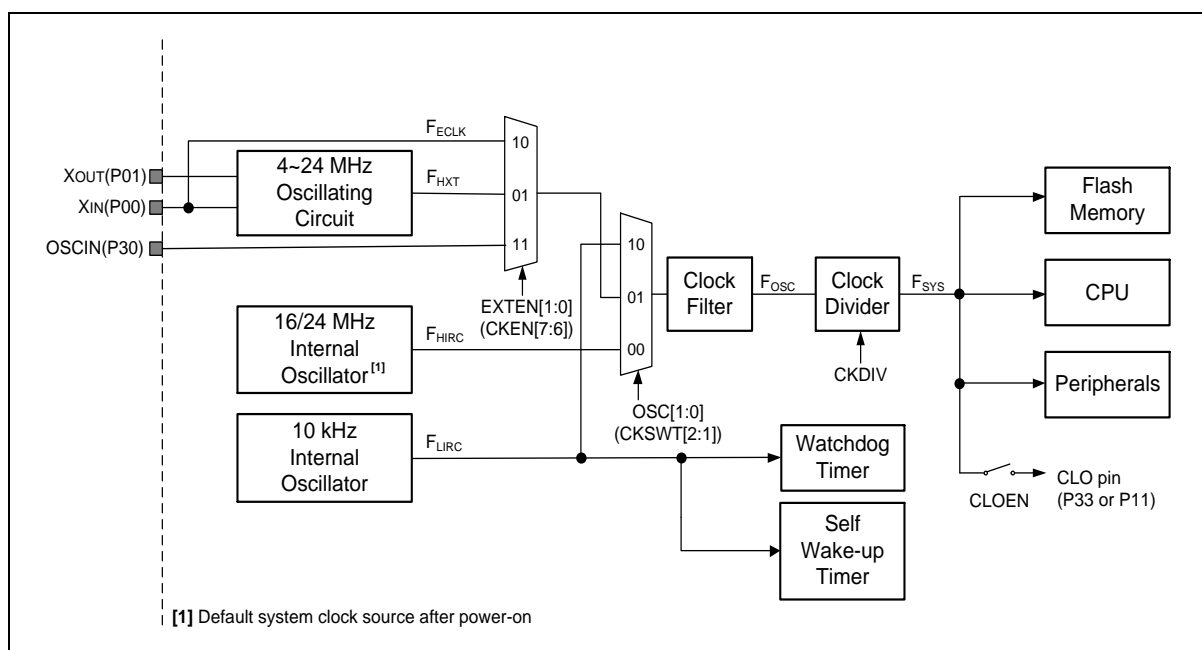 FECLK
10
XOUT(P01)
4~24 MHz
Oscillating
Circuit
FHXT
01
XIN(P00)
OSCIN(P30)
11
EXTEN[1:0]
(CKEN[7:6])
10
01
00
OSC[1:0]
(CKSWT[2:1])
16/24 MHz
Internal
Oscillator[1]
FHIRC
10 kHz
Internal
Oscillator
FLIRC
Clock
Filter
FOSC
Clock
Divider
FSYS
CKDIV
Flash
Memory
CPU
Peripherals
CLOEN
CLO pin
(P33 or P11)
Watchdog
Timer
Self
Wake-up
Timer
[1] Default system clock source after power-on